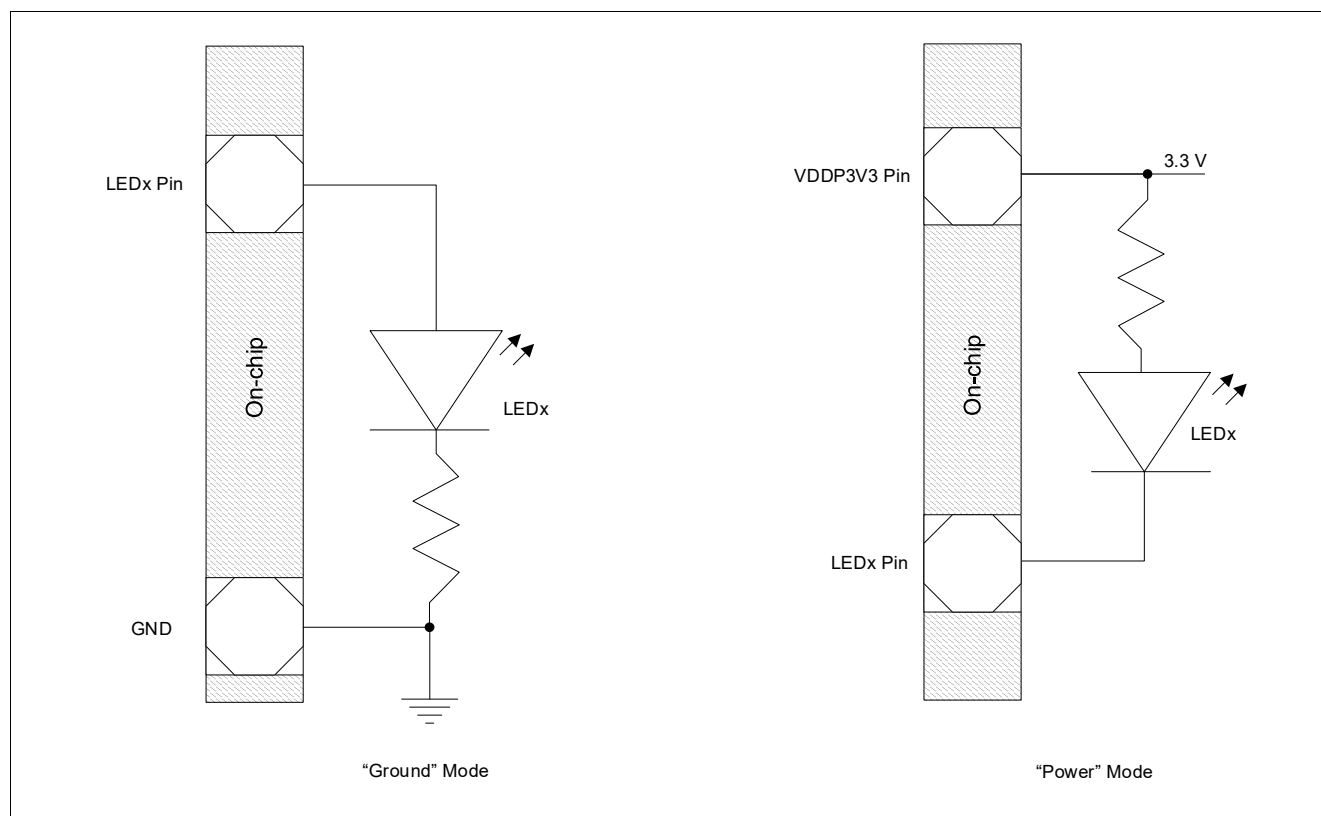 LEDx Pin
On-chip
LEDx
GND
“Ground” Mode
VDDP3V3 Pin
3.3 V
On-chip
LEDx
LEDx Pin
“Power” Mode